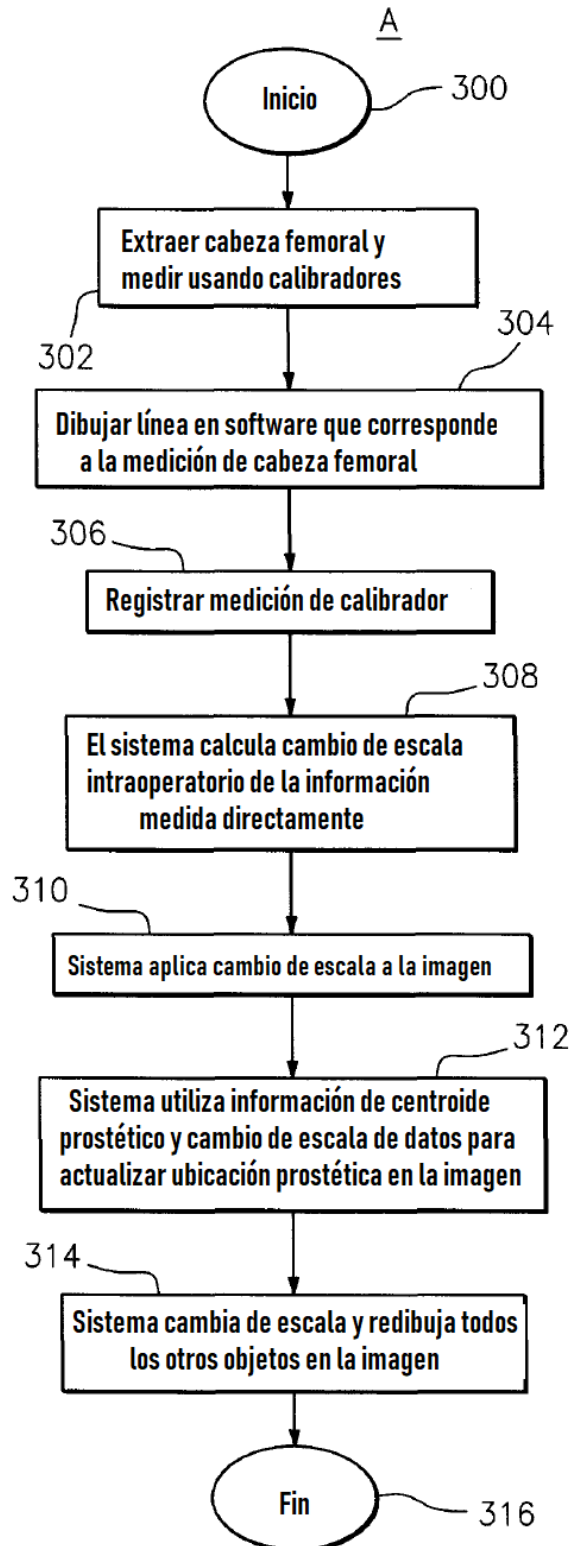 A
Inicio
300
Extraer cabeza femoral y
medir usando calibradores
302
304
Dibujar línea en software que corresponde
a la medición de cabeza femoral
306
Registrar medición de calibrador
308
El sistema calcula cambio de escala
intraoperatorio de la información
medida directamente
310
Sistema aplica cambio de escala a la imagen
312
Sistema utiliza información de centroide
prostético y cambio de escala de datos para
actualizar ubicación prostética en la imagen
314
Sistema cambia de escala y redibuja todos
los otros objetos en la imagen
Fin
316